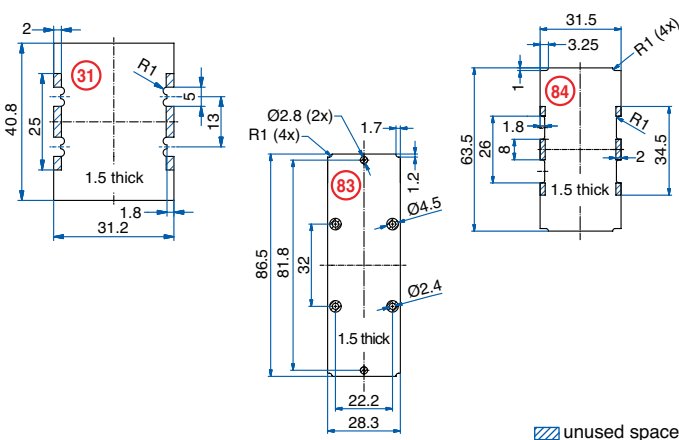 2
31
R1
40.8
25
5
13
1.5 thick
1.8
31.2
Ø2.8 (2x)
R1 (4x)
1.7
1.2
83
Ø4.5
86.5
81.8
32
Ø2.4
1.5 thick
22.2
28.3
31.5
R1 (4x)
3.25
1
84
63.5
26
1.8
8
R1
34.5
2
1.5 thick
unused space